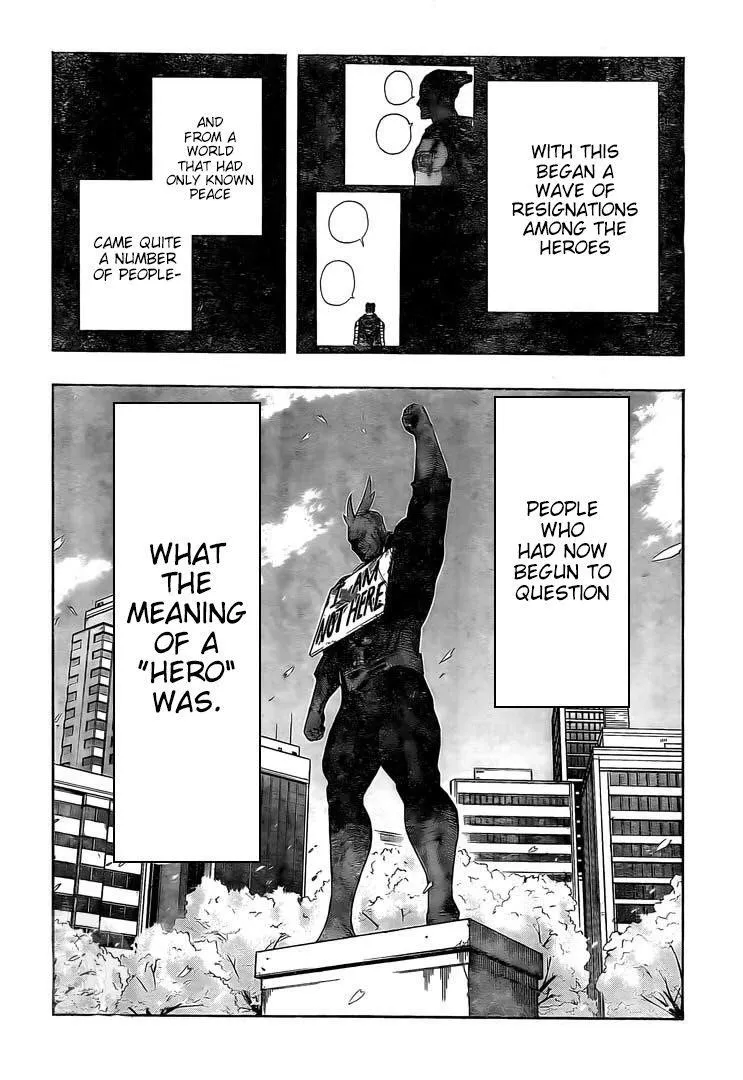 WITH THIS
BEGAN A
WAVE OF
RESIGNATIONS
AMONG THE
HEROES
AND
FROM A
WORLD
THAT HAD
ONLY KNOWN
PEACE
CAME QUITE
A NUMBER
OF PEOPLE-
PEOPLE
WHO
HAD NOW
BEGUN TO
QUESTION
WHAT
THE
MEANING
OF A
"HERO"
WAS.
I AM
NOT HERE